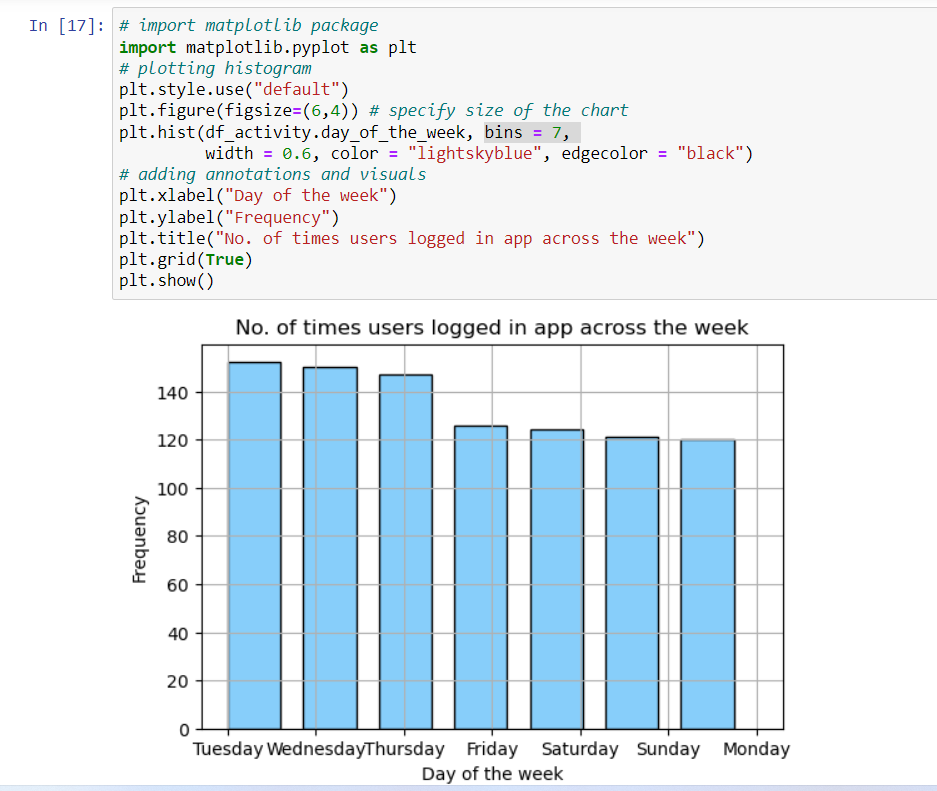 In [17]:
# import matplotlib package
import matplotlib.pyplot as plt
# plotting histogram
plt.style.use("default")
plt.figure(figsize=(6,4)) # specify size of the chart
plt.hist(df_activity.day_of_the_week, bins = 7,
width = 0.6, color = "lightskyblue", edgecolor = "black")
# adding annotations and visuals
plt.xlabel("Day of the week")
plt.ylabel("Frequency")
plt.title("No. of times users logged in app across the week")
plt.grid(True)
plt.show()
No. of times users logged in app across the week
140
120
100
80
60
40
20
0
Frequency
Tuesday Wednesday Thursday Friday Saturday Sunday Monday
Day of the week